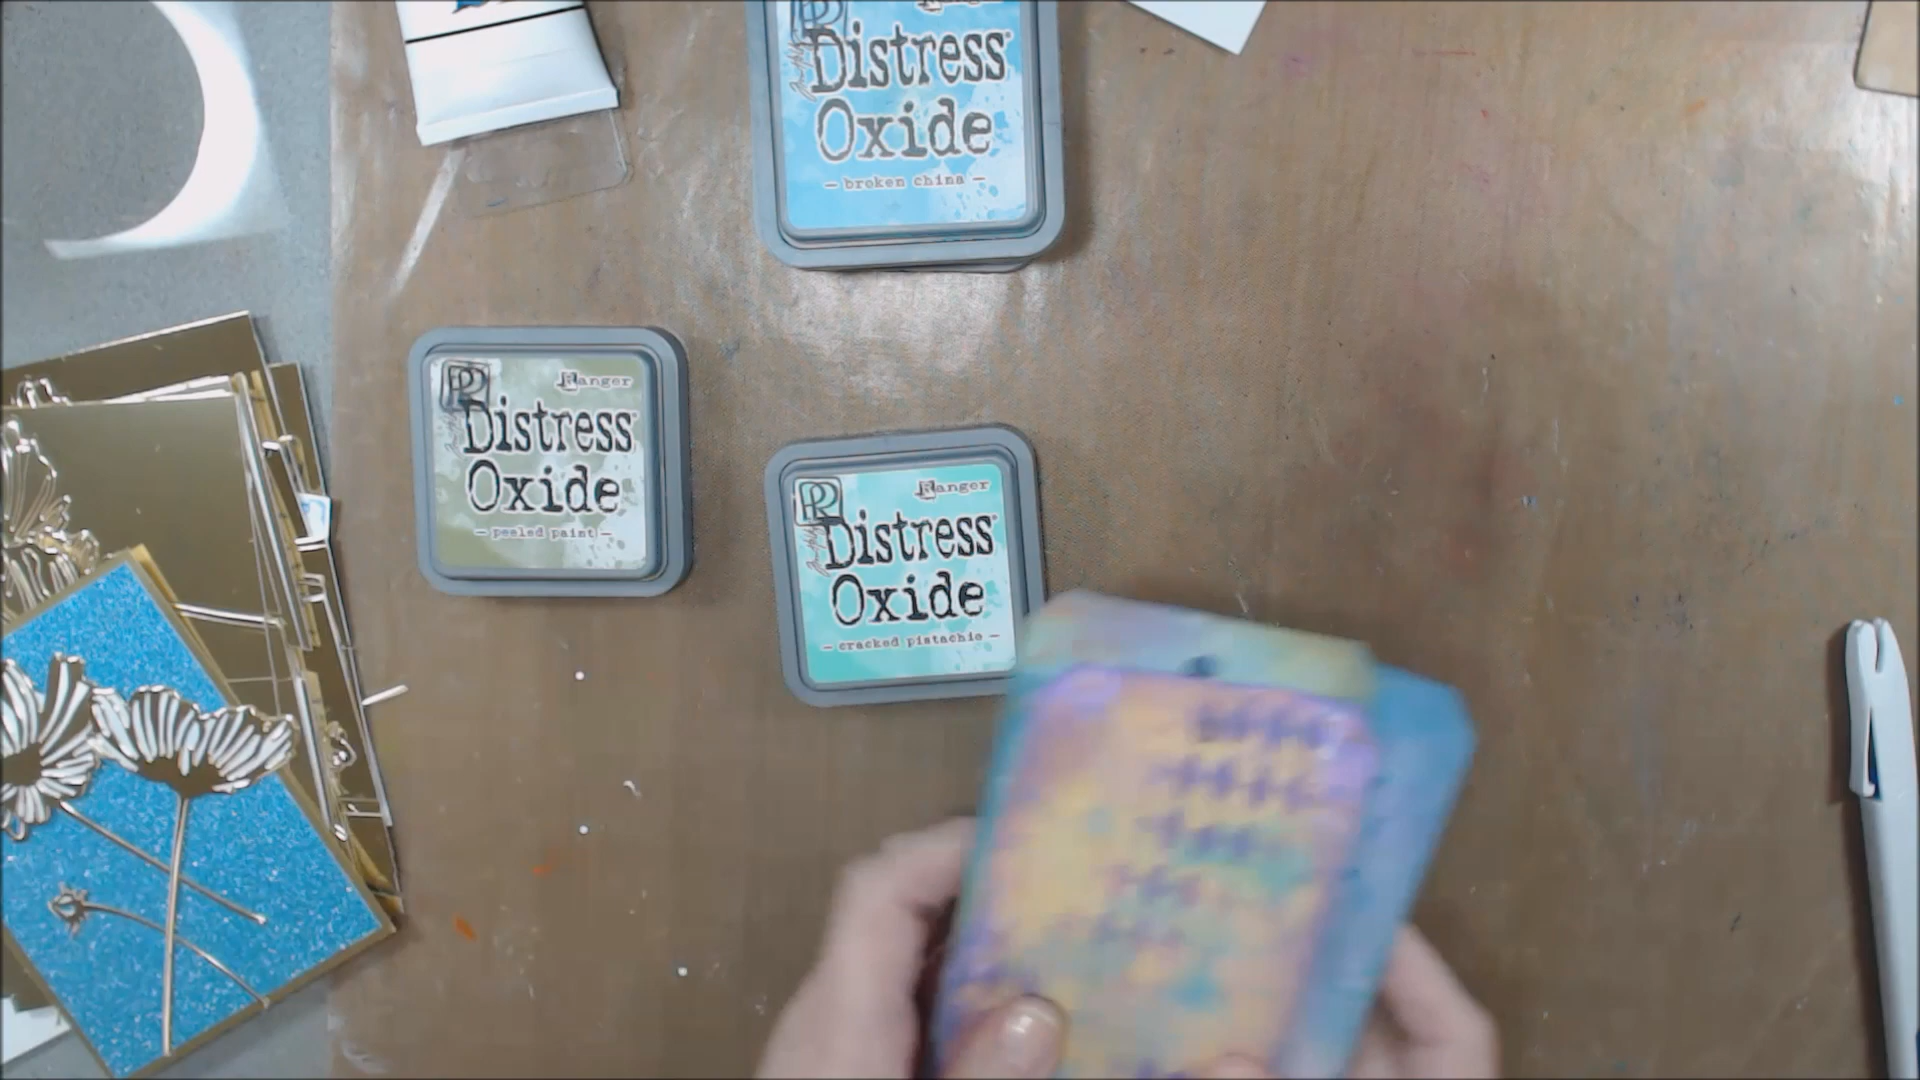 Distress
Oxide
— broken china —
Ranger
Distress
Oxide
— peeled paint —
Ranger
Distress
Oxide
— cracked pistachio —